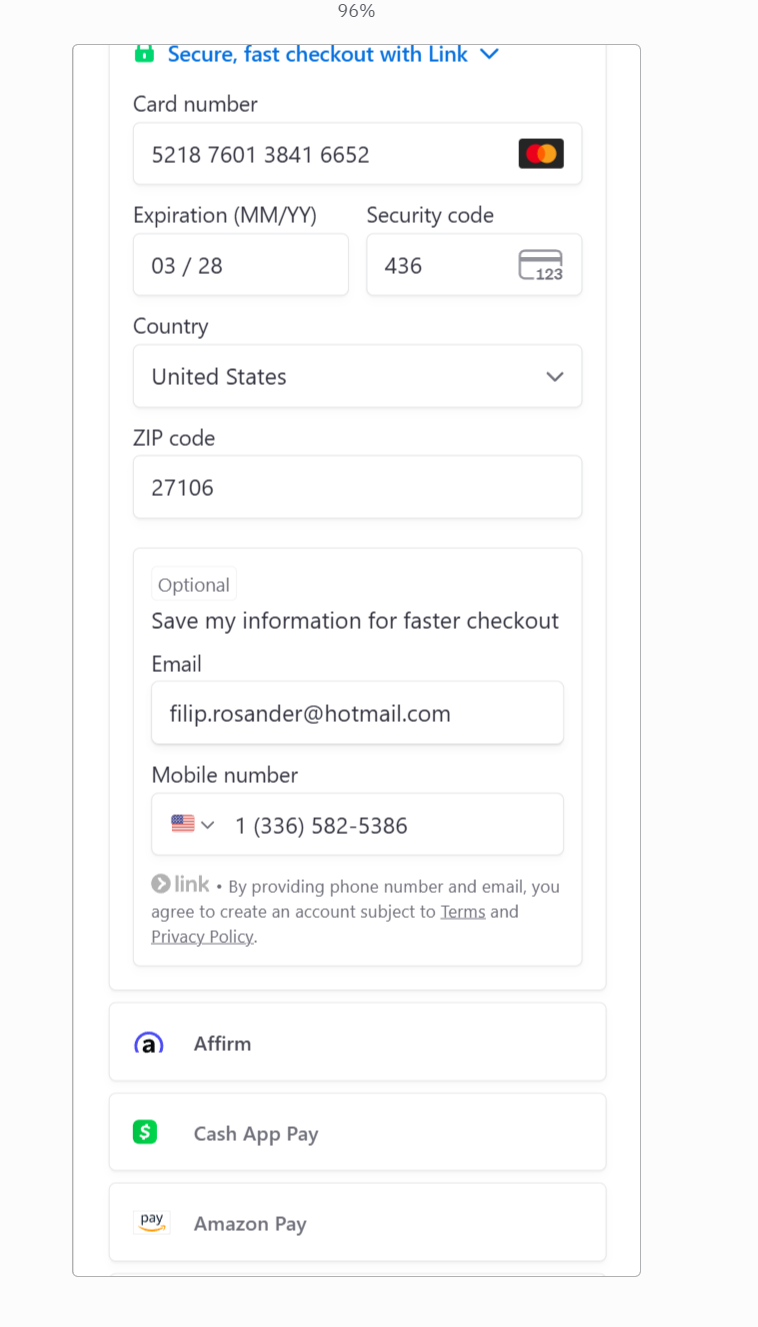 96%
Secure, fast checkout with Link
Card number
5218 7601 3841 6652
Expiration (MM/YY) Security code
03 / 28 436
123
Country
United States
ZIP code
27106
Optional
Save my information for faster checkout
Email
filip.rosander@hotmail.com
Mobile number
1 (336) 582-5386
link • By providing phone number and email, you
agree to create an account subject to Terms and
Privacy Policy.
a Affirm
$ Cash App Pay
pay Amazon Pay